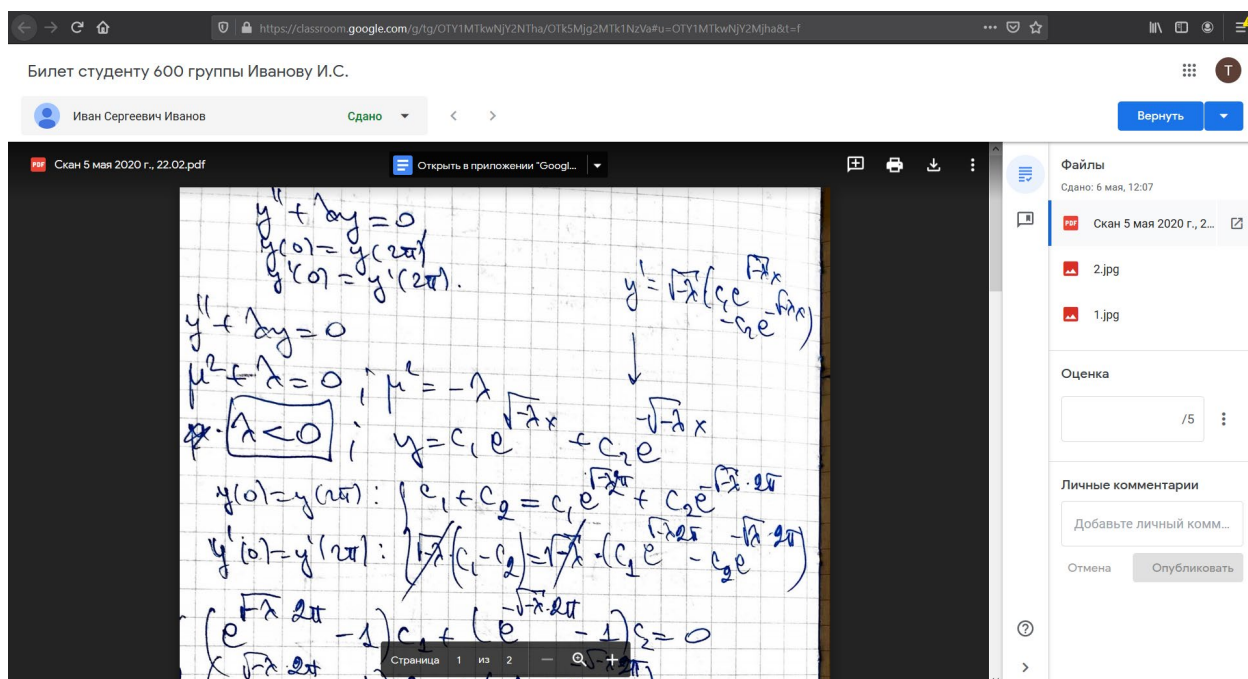 https://classroom.google.com/g/tg/OTY1MTkwNjY2NTha/OTk5Mjg2MTk1NzVa#u=OTY1MTkwNjY2Mjha&t=f
Билет студенту 600 группы Иванову И.С.
T
Иван Сергеевич Иванов
Сдано
Вернуть
PDF Скан 5 мая 2020 г., 22.02.pdf
Открыть в приложении "Googl...
y'' + λy = 0,
y(0) = y(2π)
y'(0) = y'(2π).
y' = √-λ (c₁e^(√-λ x)
-c₂e^(-√-λ x))
y'' + λy = 0
μ² + λ = 0 ; μ² = -λ
λ < 0 ; y = c₁e^(√-λ x) + c₂e^(-√-λ x)
y(0) = y(2π) : { c₁ + c₂ = c₁e^(√-λ 2π) + c₂e^(-√-λ · 2π)
y'(0) = y'(2π) : √-λ · (c₁ - c₂) = √-λ · (c₁e^(√-λ 2π) - c₂e^(-√-λ · 2π))
(e^(√-λ · 2π) - 1)c₁ + (e^(-√-λ · 2π) - 1)c₂ = 0
√-λ · 2π
-√-λ 2π
Страница 1 из 2
Файлы
Сдано: 6 мая, 12:07
PDF Скан 5 мая 2020 г., 2...
2.jpg
1.jpg
Оценка
/5
Личные комментарии
Добавьте личный комм...
Отмена Опубликовать